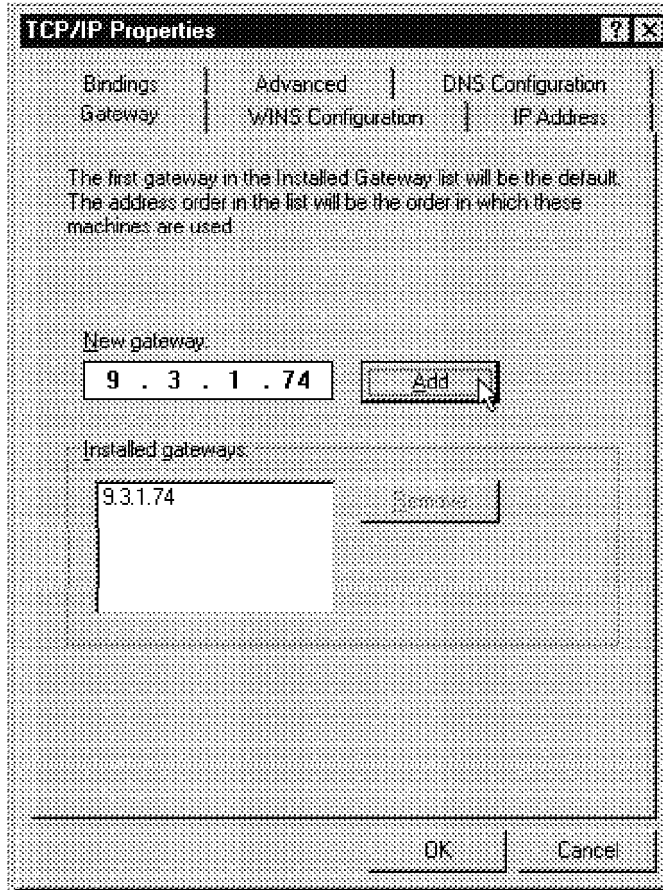 TCP/IP Properties ? ×
Bindings Advanced DNS Configuration
Gateway WINS Configuration IP Address
The first gateway in the Installed Gateway list will be the default.
The address order in the list will be the order in which these
machines are used.
New gateway:
9 . 3 . 1 . 74 Add
Installed gateways:
9.3.1.74 Remove
OK Cancel